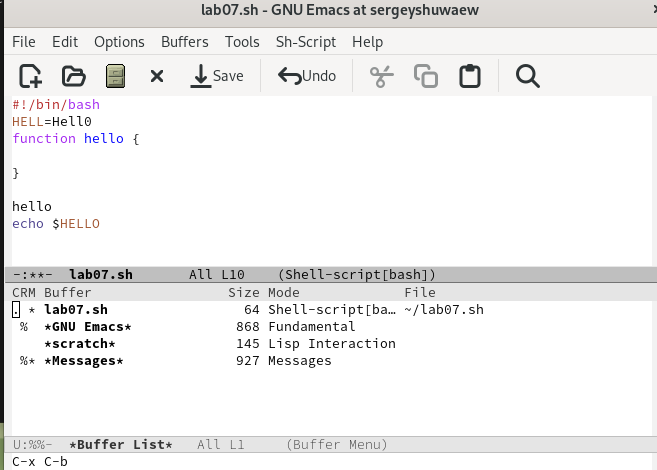 lab07.sh - GNU Emacs at sergeyshuwaew
File Edit Options Buffers Tools Sh-Script Help
Save Undo
#!/bin/bash
HELL=Hell0
function hello {
}
hello
echo $HELLO
-:**- lab07.sh All L10 (Shell-script[bash])
CRM Buffer Size Mode File
. * lab07.sh 64 Shell-script[ba… ~/lab07.sh
% *GNU Emacs* 868 Fundamental
*scratch* 145 Lisp Interaction
%* *Messages* 927 Messages
U:%%- *Buffer List* All L1 (Buffer Menu)
C-x C-b